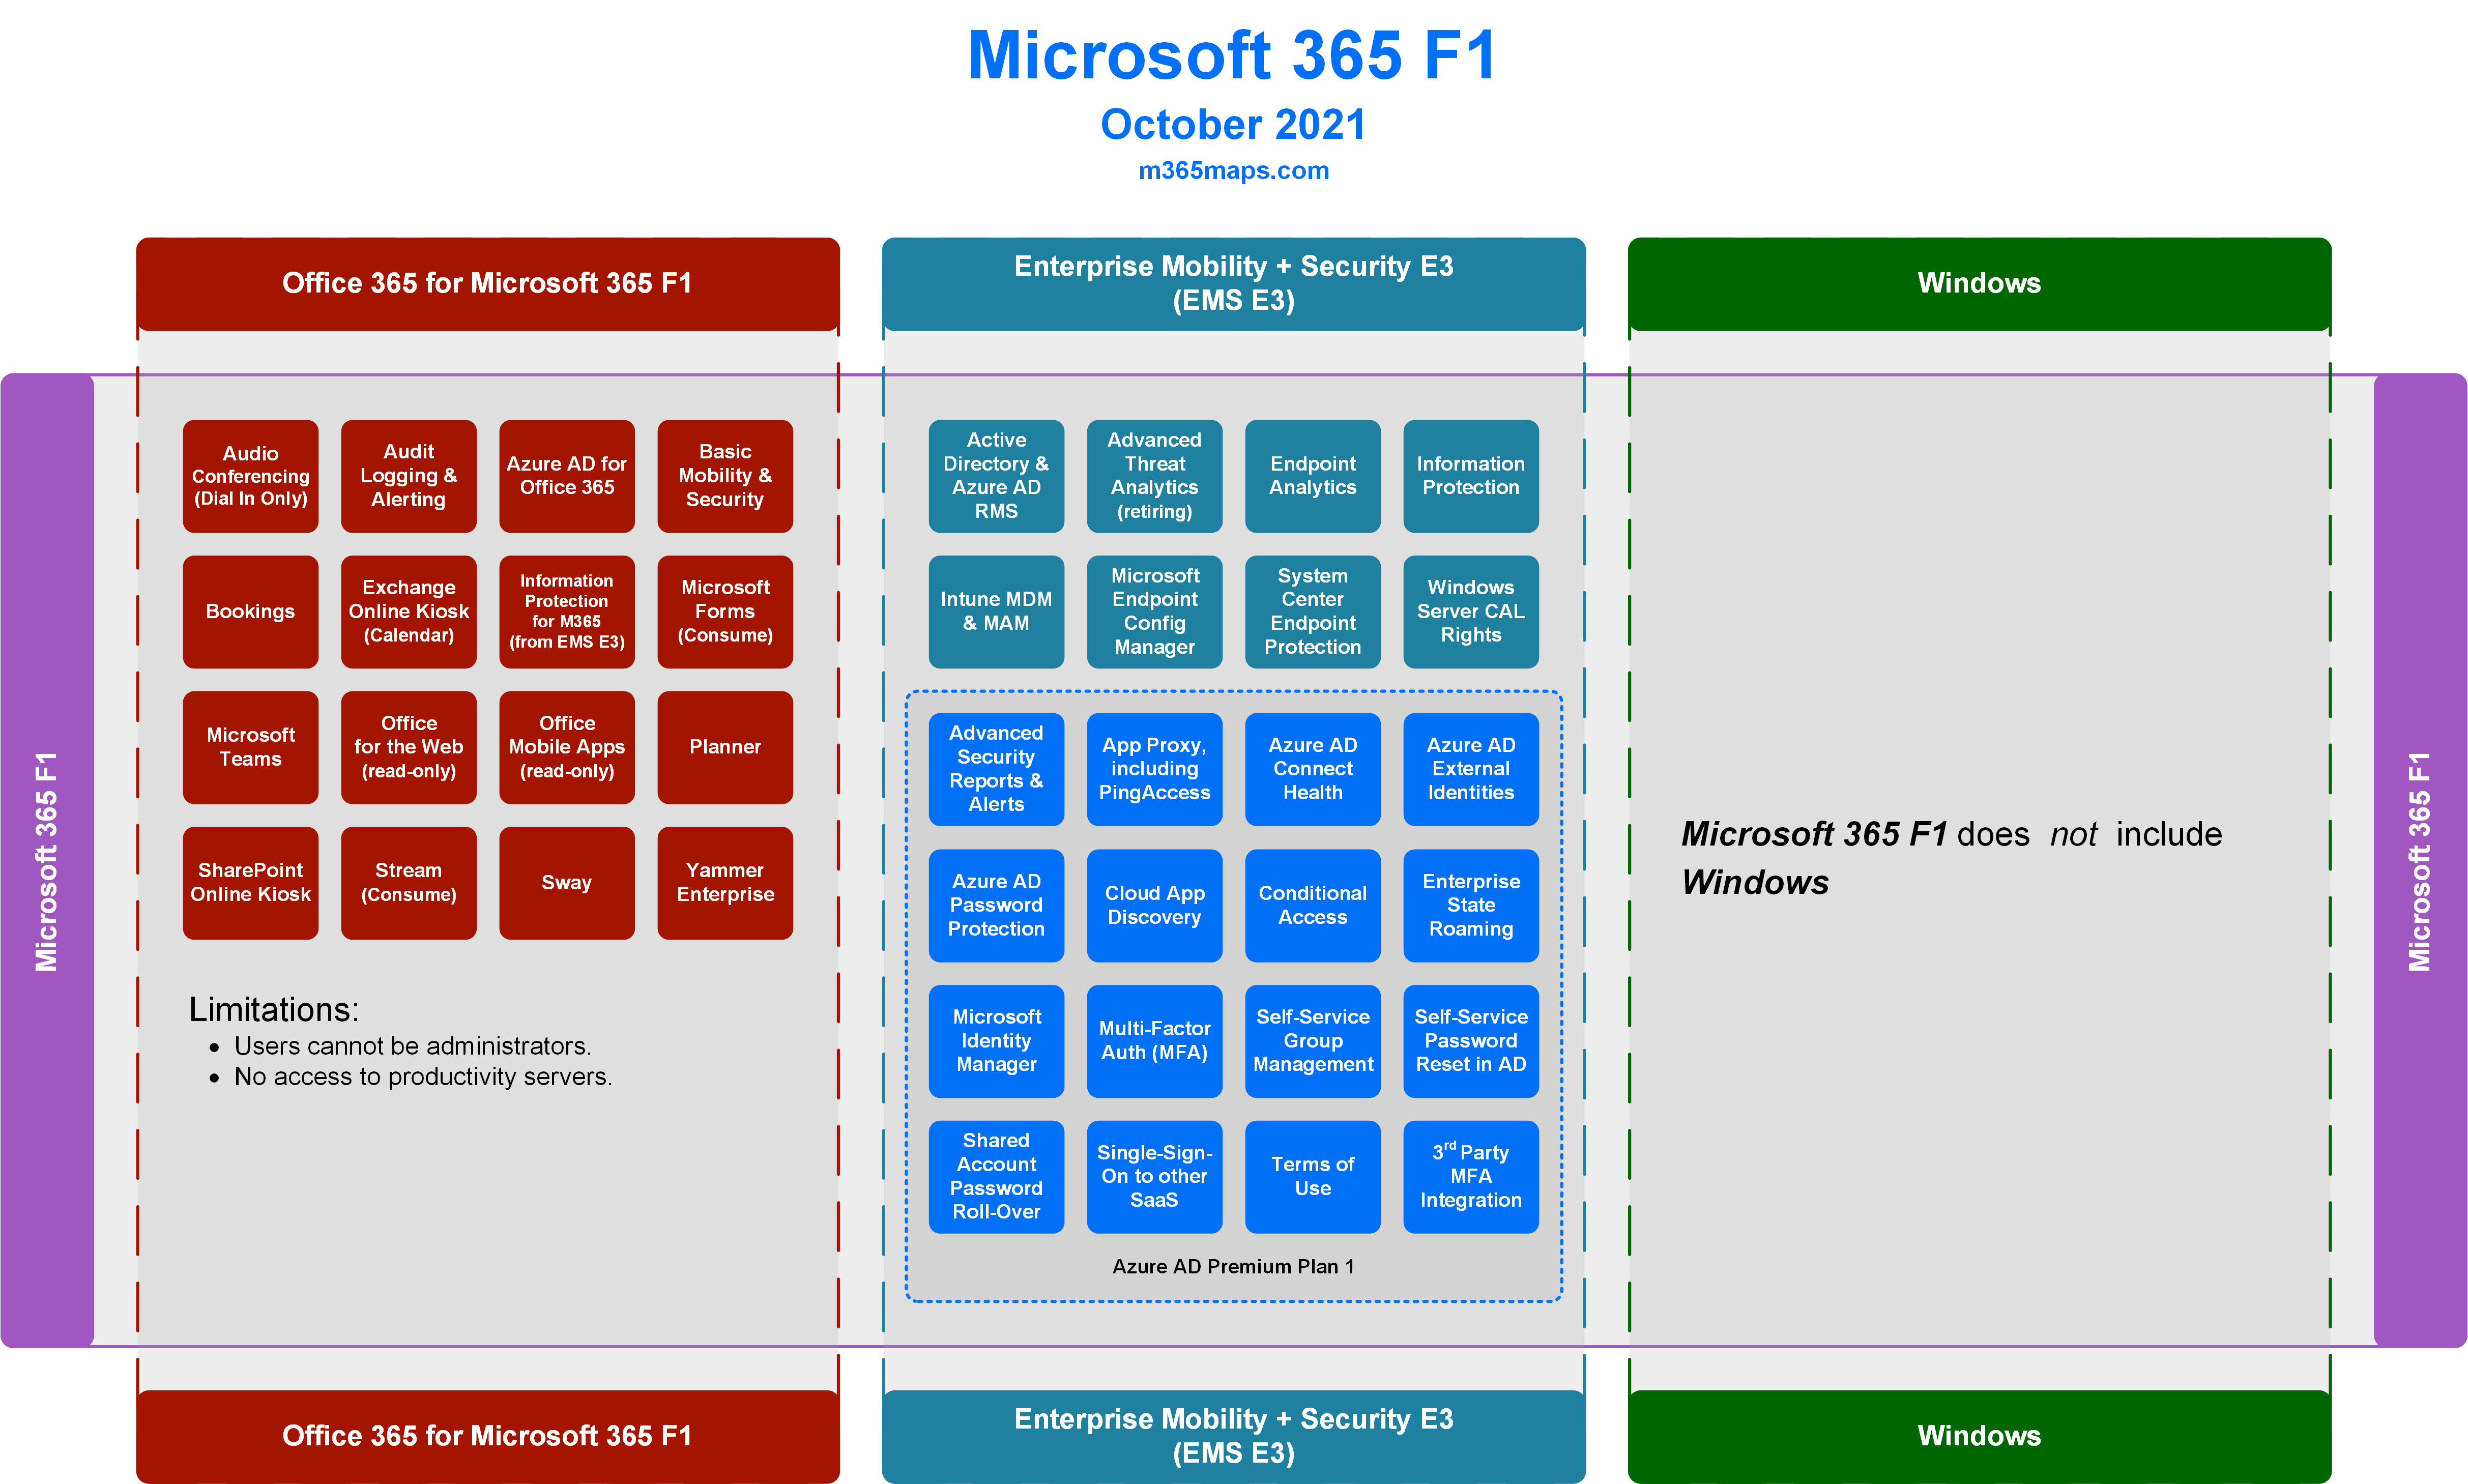 Microsoft 365 F1
October 2021
m365maps.com
Office 365 for Microsoft 365 F1
Enterprise Mobility + Security E3
(EMS E3)
Windows
Microsoft 365 F1
Audio
Conferencing
(Dial In Only)
Audit
Logging &
Alerting
Azure AD for
Office 365
Basic
Mobility &
Security
Bookings
Exchange
Online Kiosk
(Calendar)
Information
Protection
for M365
(from EMS E3)
Microsoft
Forms
(Consume)
Microsoft
Teams
Office
for the Web
(read-only)
Office
Mobile Apps
(read-only)
Planner
SharePoint
Online Kiosk
Stream
(Consume)
Sway
Yammer
Enterprise
Limitations:
• Users cannot be administrators.
• No access to productivity servers.
Active
Directory &
Azure AD
RMS
Advanced
Threat
Analytics
(retiring)
Endpoint
Analytics
Information
Protection
Intune MDM
& MAM
Microsoft
Endpoint
Config
Manager
System
Center
Endpoint
Protection
Windows
Server CAL
Rights
Advanced
Security
Reports &
Alerts
App Proxy,
including
PingAccess
Azure AD
Connect
Health
Azure AD
External
Identities
Azure AD
Password
Protection
Cloud App
Discovery
Conditional
Access
Enterprise
State
Roaming
Microsoft
Identity
Manager
Multi-Factor
Auth (MFA)
Self-Service
Group
Management
Self-Service
Password
Reset in AD
Shared
Account
Password
Roll-Over
Single-Sign-
On to other
SaaS
Terms of
Use
3rd Party
MFA
Integration
Azure AD Premium Plan 1
Microsoft 365 F1 does not include
Windows
Microsoft 365 F1
Office 365 for Microsoft 365 F1
Enterprise Mobility + Security E3
(EMS E3)
Windows